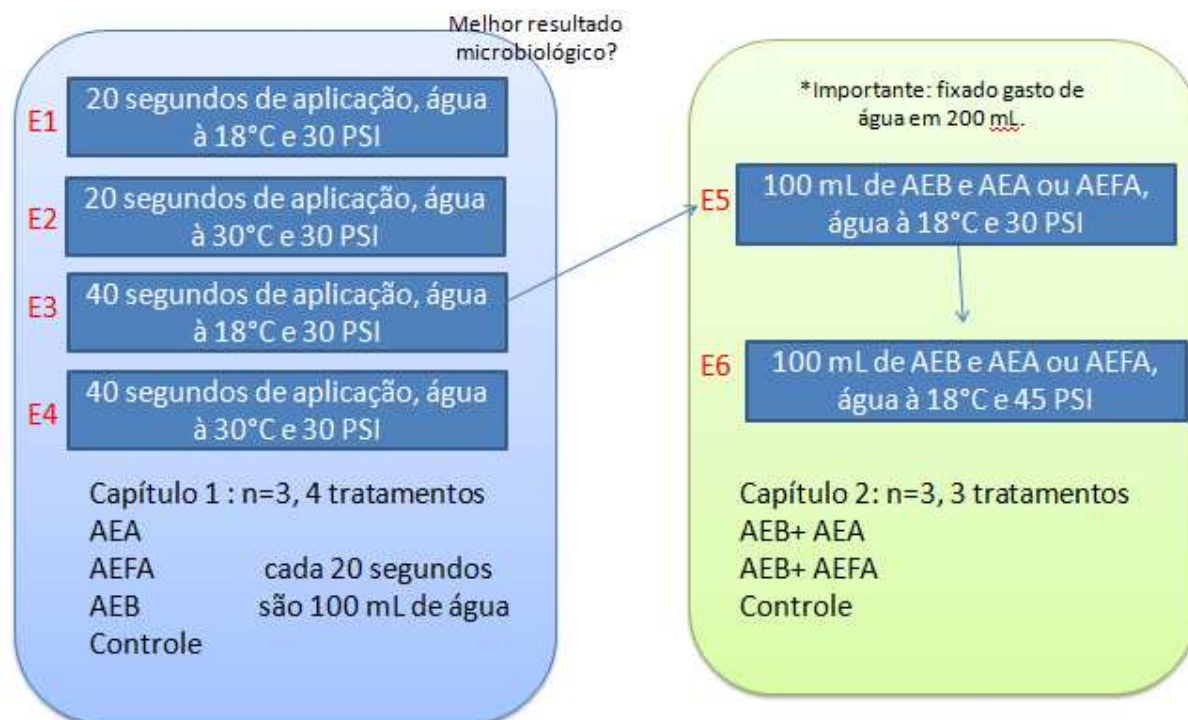 Melhor resultado
microbiológico?
E1
20 segundos de aplicação, água
à 18°C e 30 PSI
E2
20 segundos de aplicação, água
à 30°C e 30 PSI
E3
40 segundos de aplicação, água
à 18°C e 30 PSI
E4
40 segundos de aplicação, água
à 30°C e 30 PSI
Capítulo 1 : n=3, 4 tratamentos
AEA
AEFA cada 20 segundos
AEB são 100 mL de água
Controle
*Importante: fixado gasto de
água em 200 mL.
E5
100 mL de AEB e AEA ou AEFA,
água à 18°C e 30 PSI
E6
100 mL de AEB e AEA ou AEFA,
água à 18°C e 45 PSI
Capítulo 2: n=3, 3 tratamentos
AEB+ AEA
AEB+ AEFA
Controle